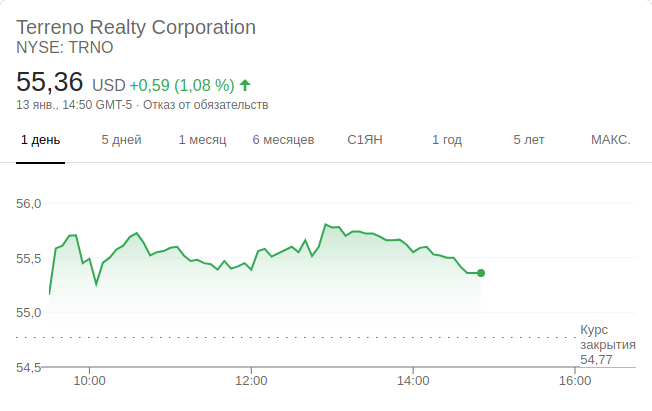 Terreno Realty Corporation
NYSE: TRNO
55,36 USD +0,59 (1,08 %)
13 янв., 14:50 GMT-5 · Отказ от обязательств
1 день 5 дней 1 месяц 6 месяцев С1ЯН 1 год 5 лет МАКС.
56,0
55,5
55,0
Курс
закрытия
54,77
54,5
10:00 12:00 14:00 16:00